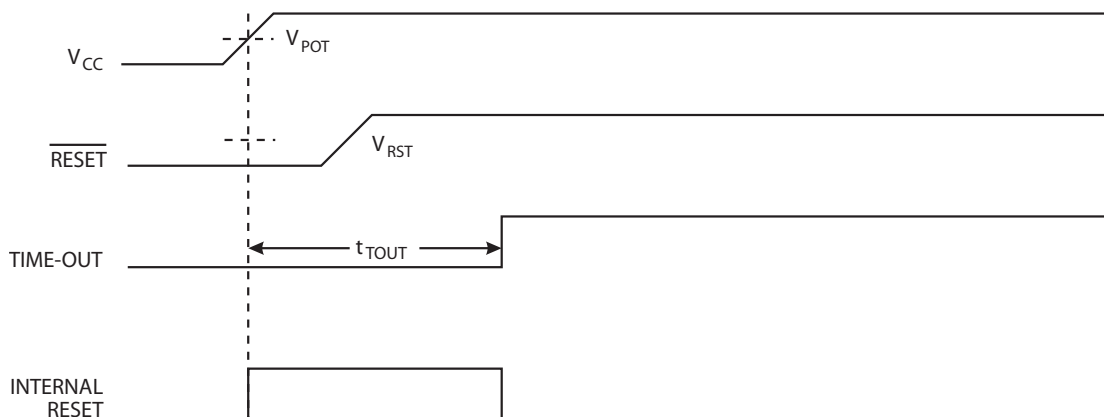 V_CC
V_POT
RESET
V_RST
TIME-OUT
t_TOUT
INTERNAL
RESET